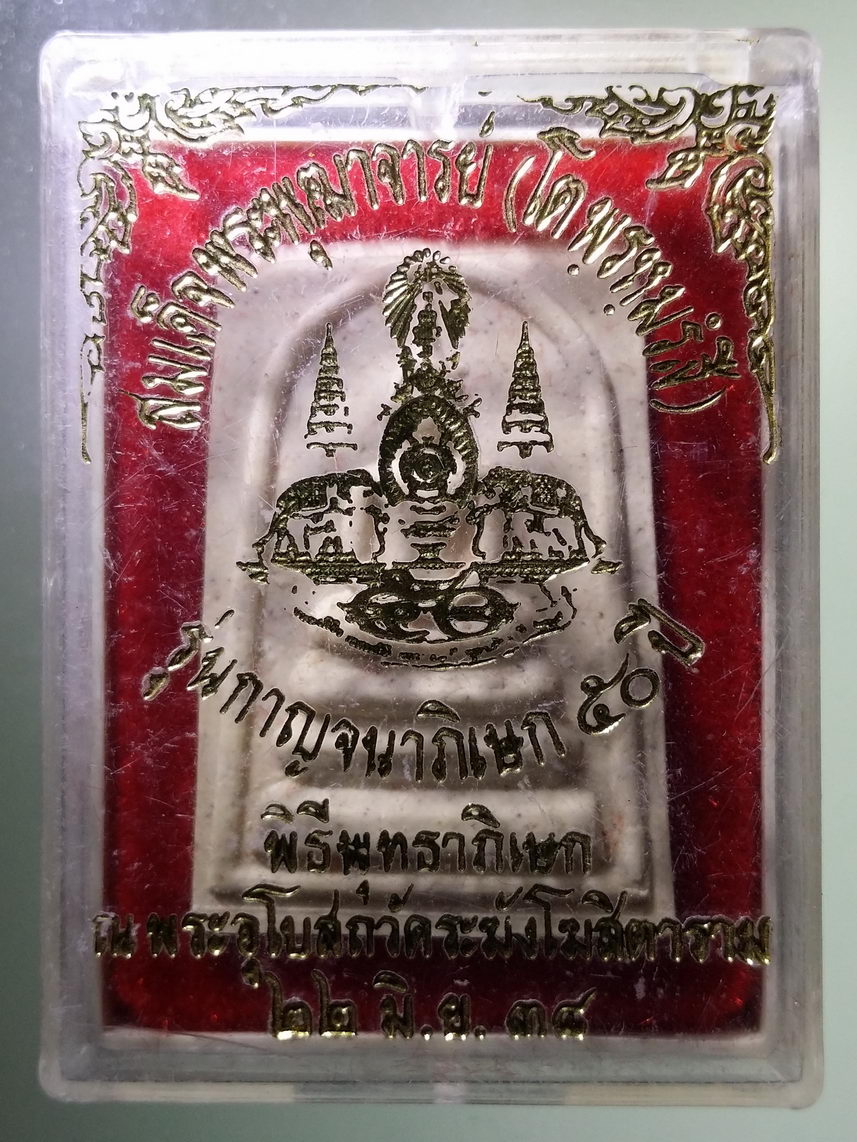 สมเด็จพระพุฒาจารย์ (โต พรหมรํสี)
รุ่นกาญจนาภิเษก ๕๐ ปี
พิธีพุทธาภิเษก
ณ พระอุโบสถวัดระฆังโฆสิตาราม
๒๒ มิ.ย. ๓๘